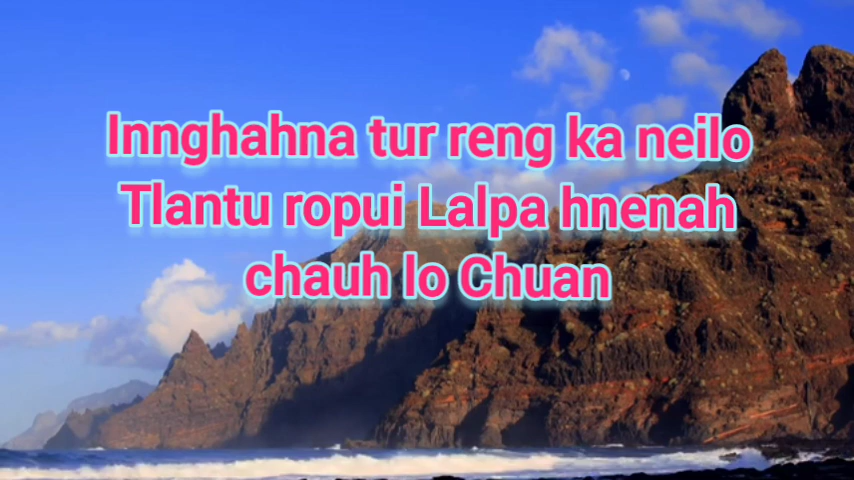 Innghahna tur reng ka neilo
Tlantu ropui Lalpa hnenah
chauh lo Chuan